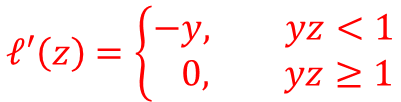 ℓ′(z) = { −y, yz < 1
0, yz ≥ 1